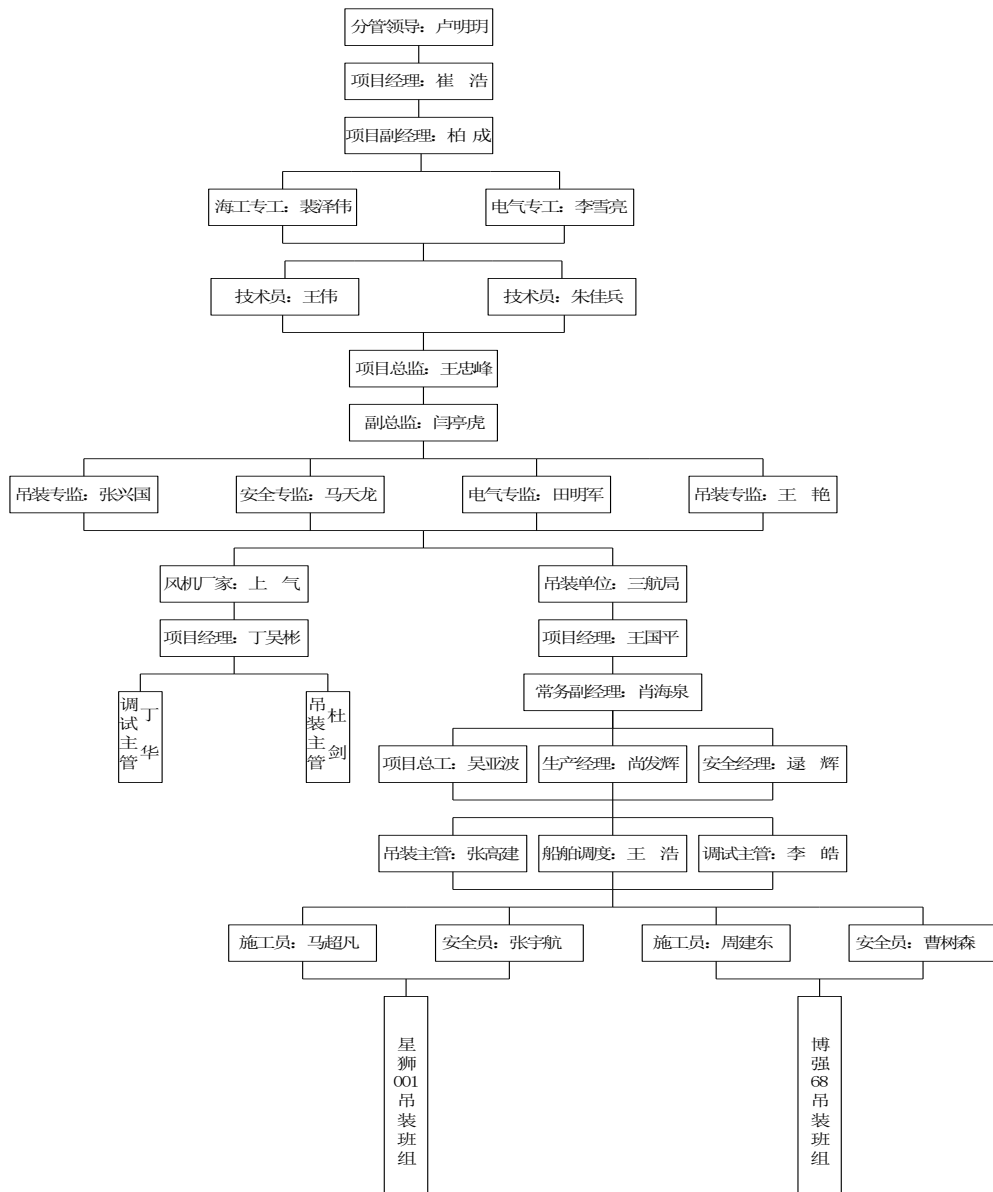 分管领导：卢明玥
项目经理：崔　浩
项目副经理：柏 成
海工专工：裴泽伟
电气专工：李雪亮
技术员：王伟
技术员：朱佳兵
项目总监：王忠峰
副总监：闫亭虎
吊装专监：张兴国
安全专监：马天龙
电气专监：田明军
吊装专监：王　艳
风机厂家：上　气
吊装单位：三航局
项目经理：丁吴彬
项目经理：王国平
常务副经理：肖海泉
调试主管
丁华
吊装主管
杜剑
项目总工：吴亚波
生产经理：尚发辉
安全经理：逯　辉
吊装主管：张高建
船舶调度：王　浩
调试主管：李　皓
施工员：马超凡
安全员：张宇航
施工员：周建东
安全员：曹树森
星狮001吊装班组
博强68吊装班组